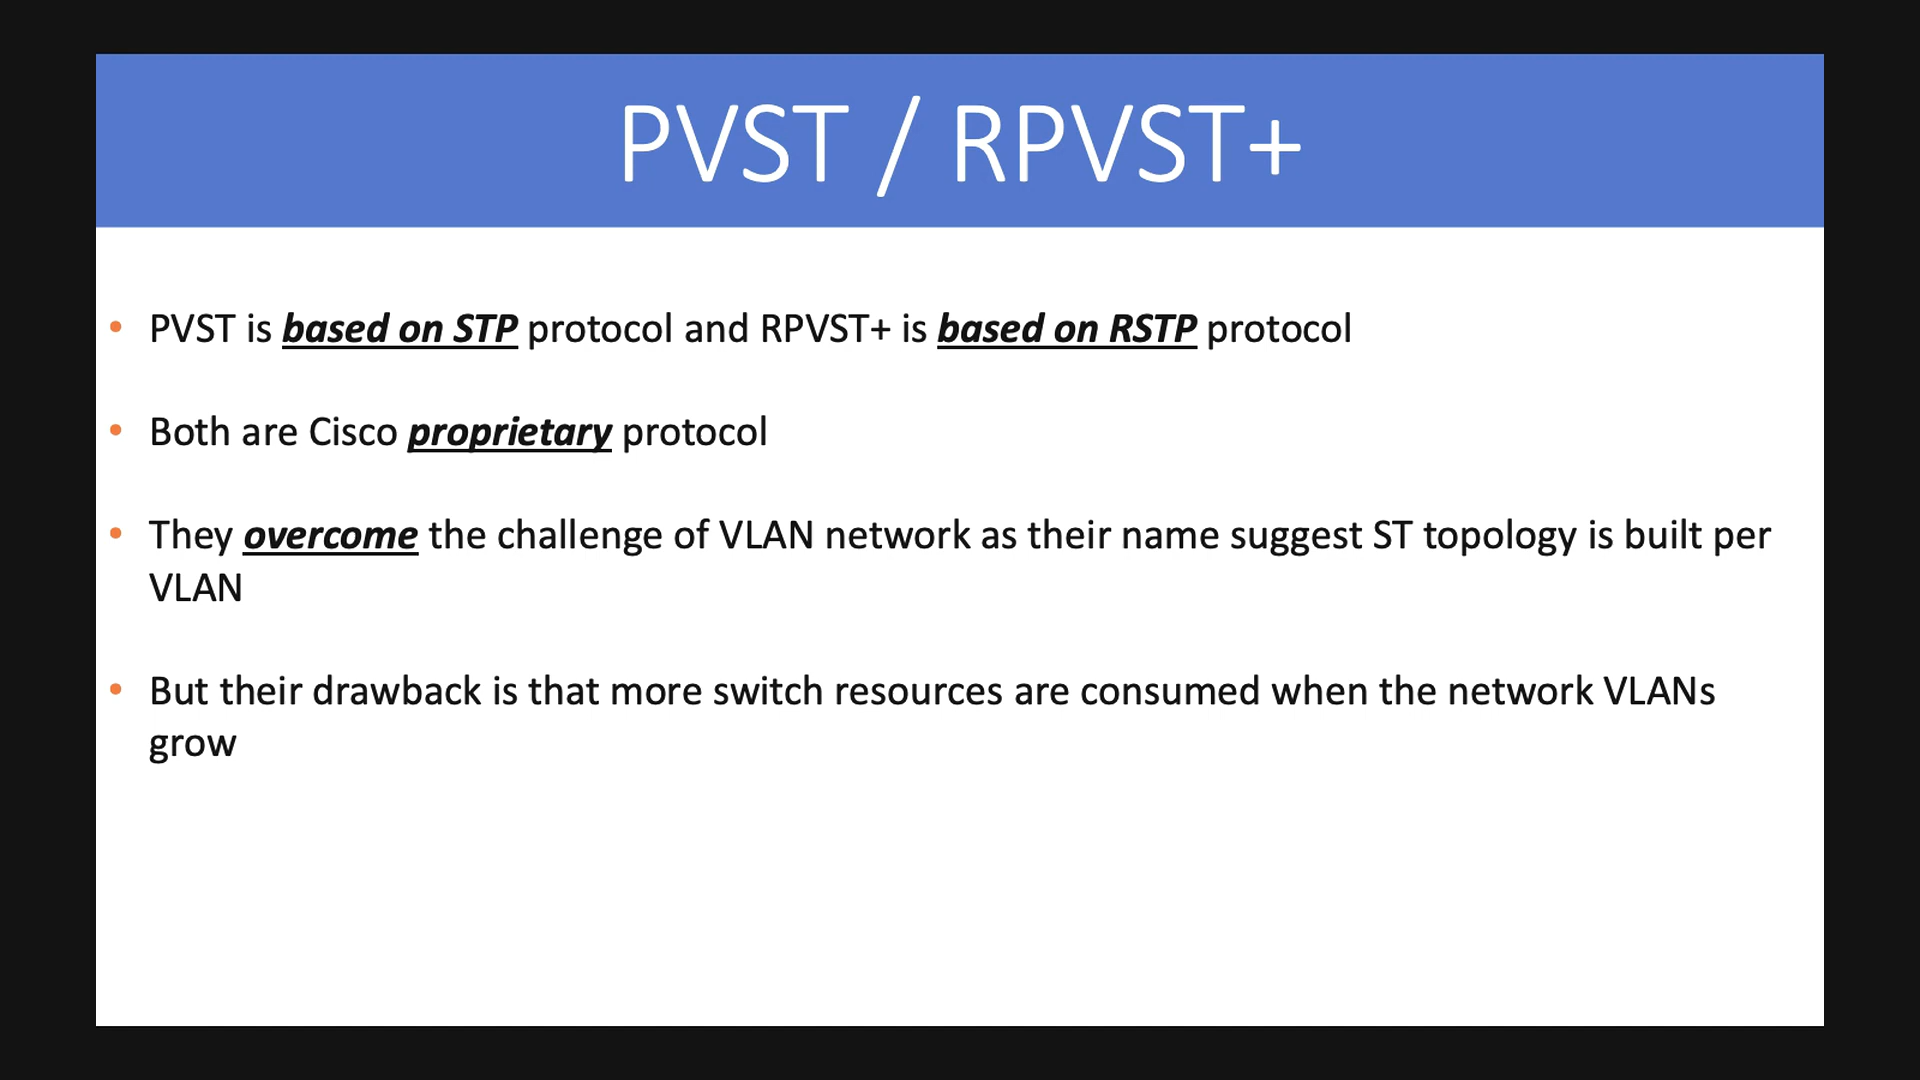 PVST / RPVST+
• PVST is based on STP protocol and RPVST+ is based on RSTP protocol
• Both are Cisco proprietary protocol
• They overcome the challenge of VLAN network as their name suggest ST topology is built per
VLAN
• But their drawback is that more switch resources are consumed when the network VLANs
grow